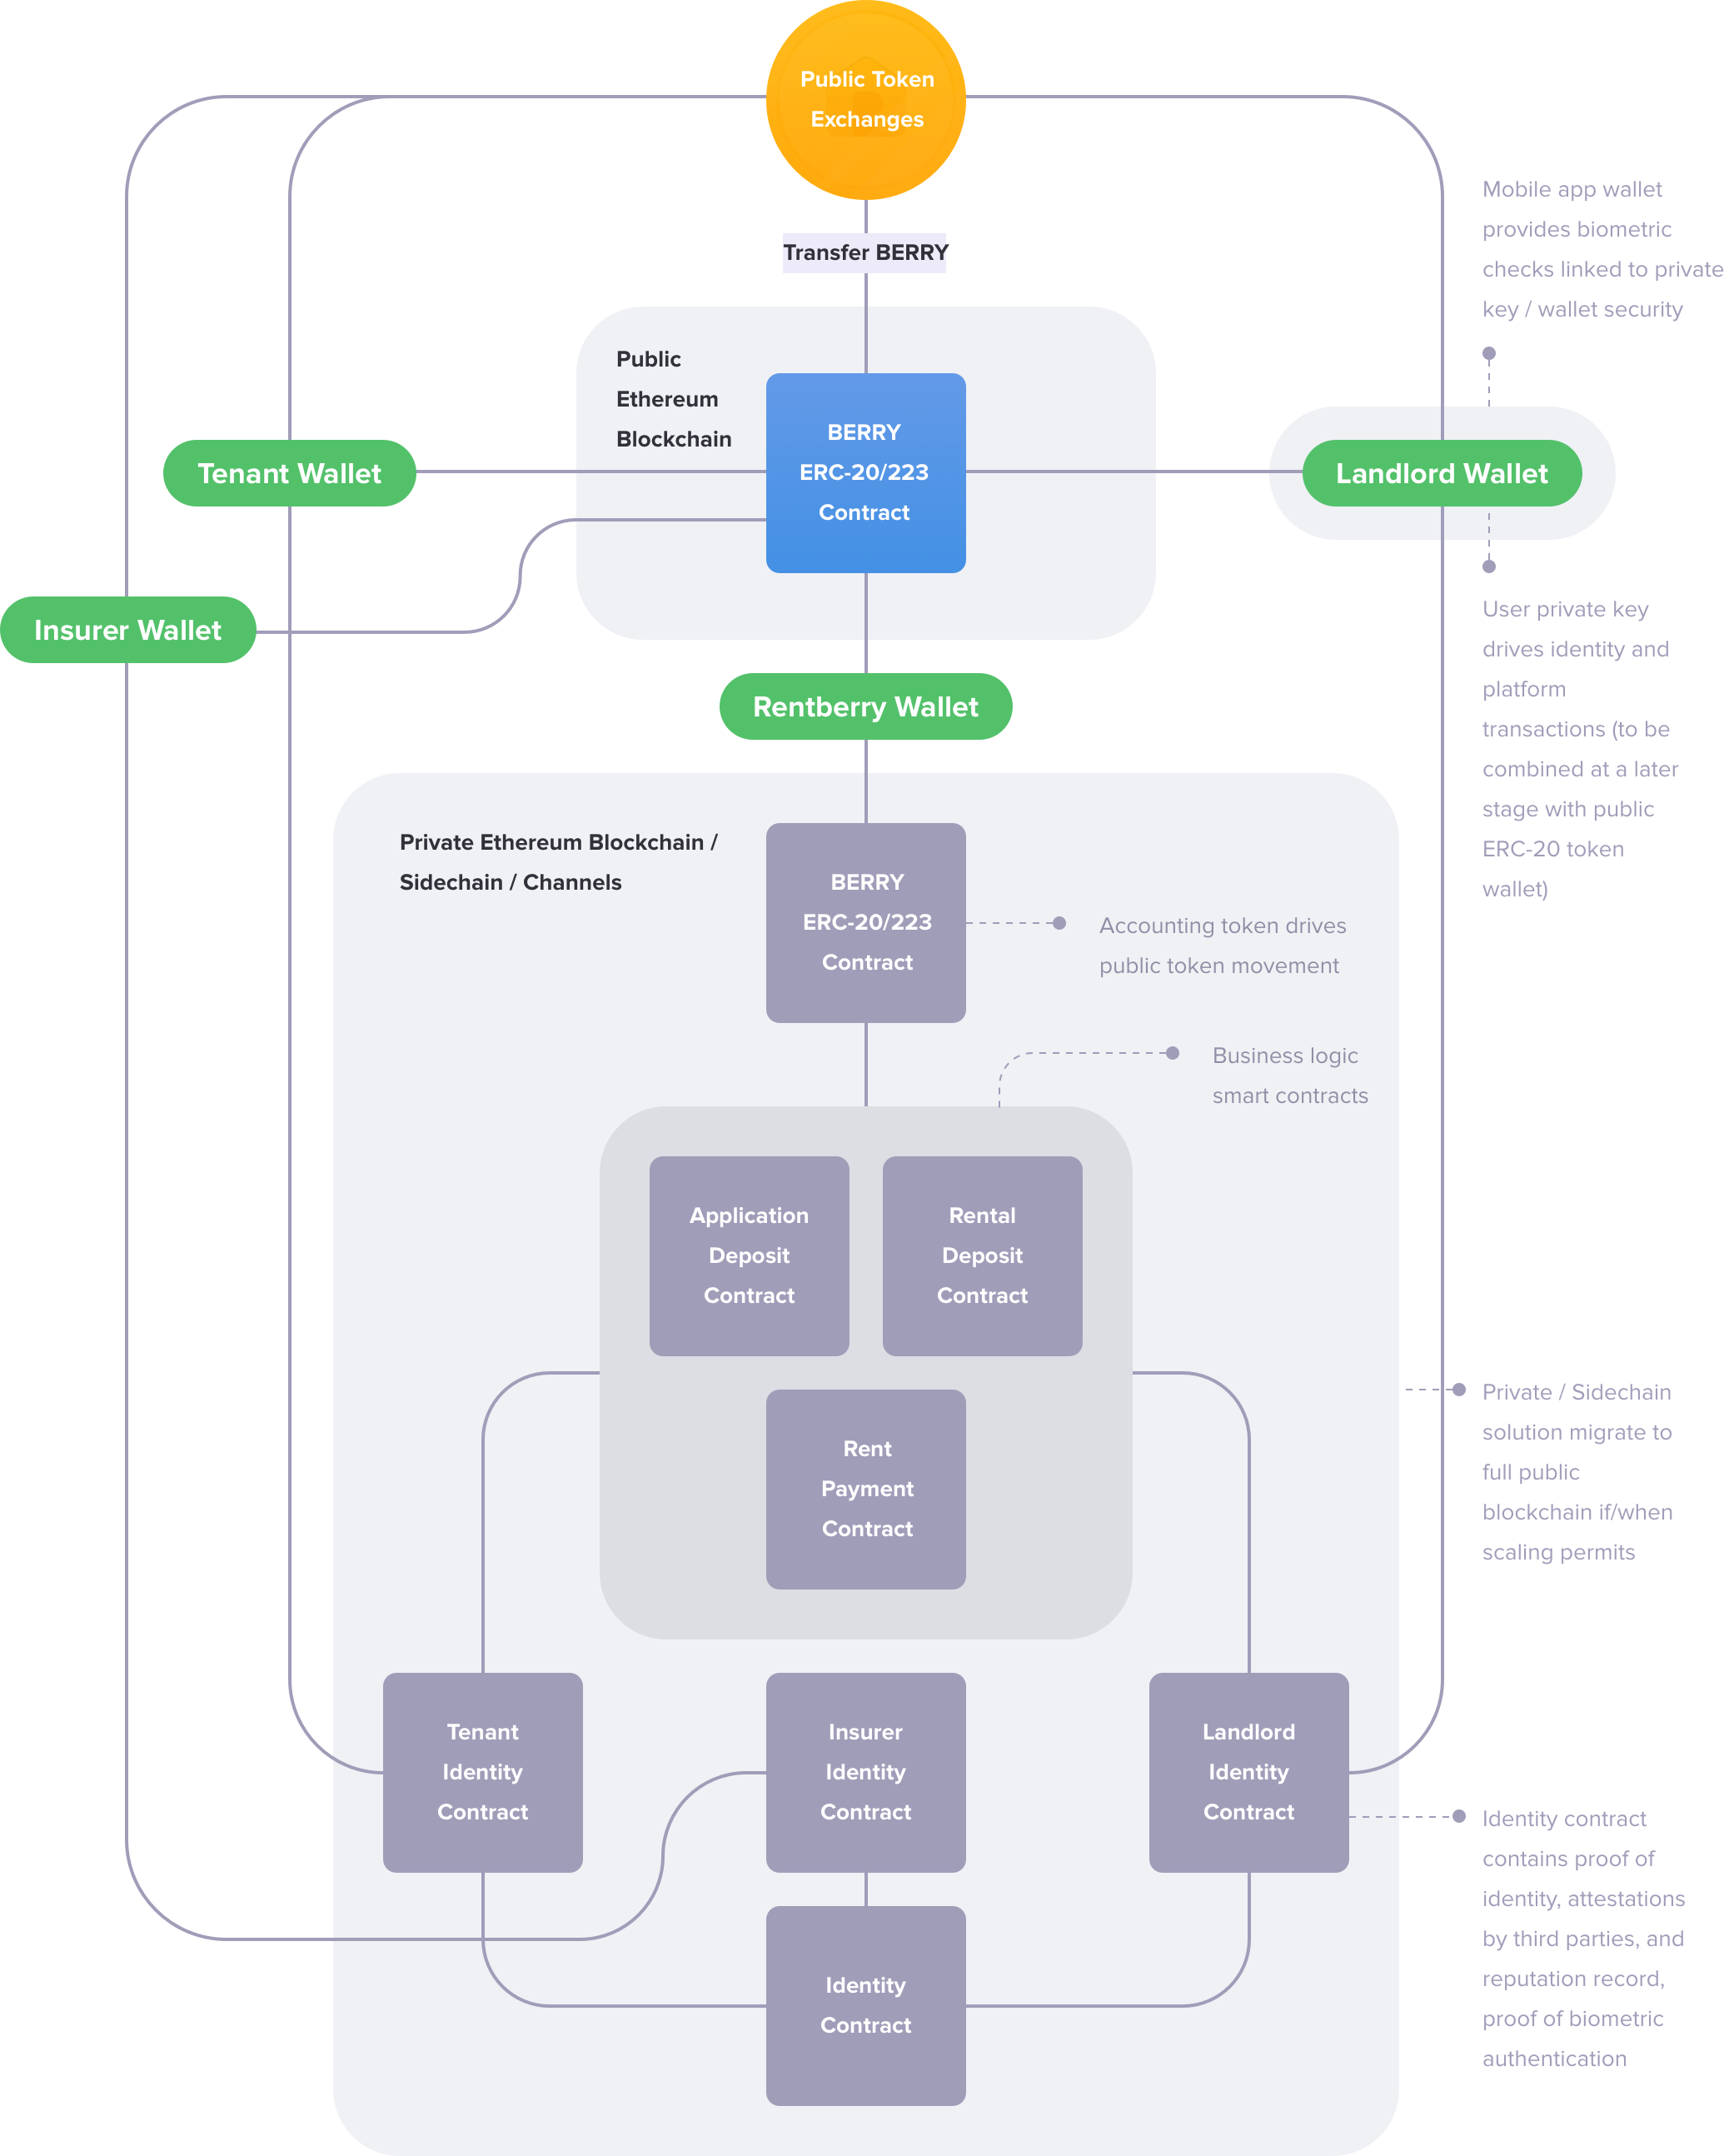 Public Token
Exchanges
Transfer BERRY
Mobile app wallet
provides biometric
checks linked to private
key / wallet security
Public
Ethereum
Blockchain
BERRY
ERC-20/223
Contract
Tenant Wallet
Landlord Wallet
Insurer Wallet
User private key
drives identity and
platform
transactions (to be
combined at a later
stage with public
ERC-20 token
wallet)
Rentberry Wallet
Private Ethereum Blockchain /
Sidechain / Channels
BERRY
ERC-20/223
Contract
Accounting token drives
public token movement
Business logic
smart contracts
Application
Deposit
Contract
Rental
Deposit
Contract
Rent
Payment
Contract
Private / Sidechain
solution migrate to
full public
blockchain if/when
scaling permits
Tenant
Identity
Contract
Insurer
Identity
Contract
Landlord
Identity
Contract
Identity contract
contains proof of
identity, attestations
by third parties, and
reputation record,
proof of biometric
authentication
Identity
Contract